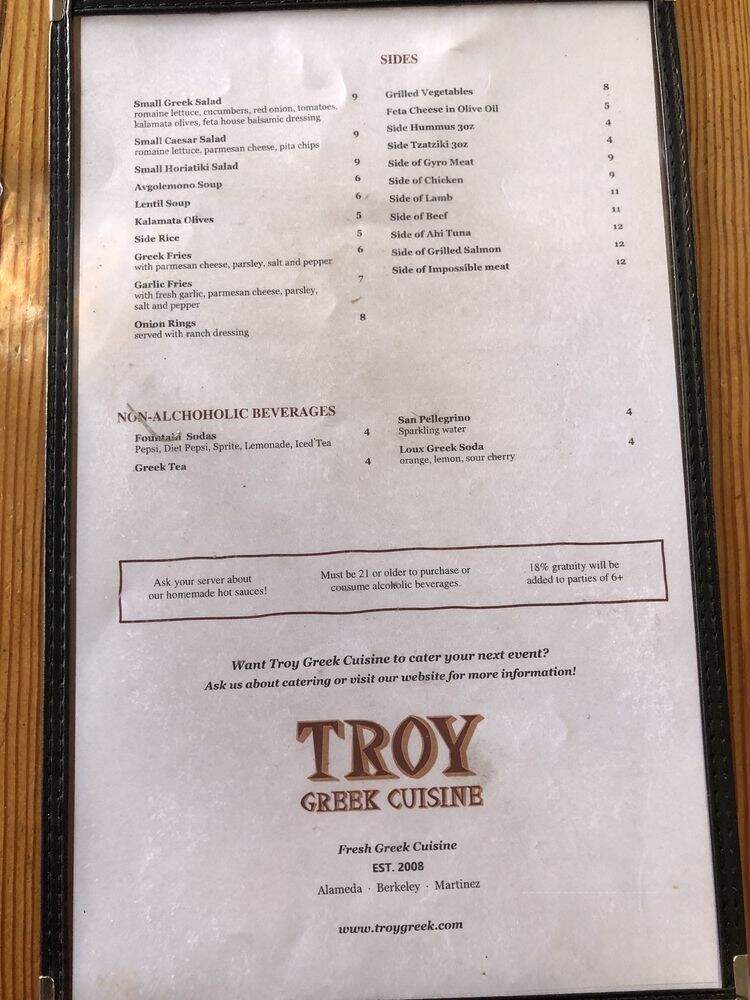 SIDES
Small Greek Salad 9
romaine lettuce, cucumbers, red onion, tomatoes,
kalamata olives, feta house balsamic dressing
Small Caesar Salad 9
romaine lettuce, parmesan cheese, pita chips
Small Horiatiki Salad 9
Avgolemono Soup 6
Lentil Soup 6
Kalamata Olives 5
Side Rice 5
Greek Fries 6
with parmesan cheese, parsley, salt and pepper
Garlic Fries 7
with fresh garlic, parmesan cheese, parsley,
salt and pepper
Onion Rings 8
served with ranch dressing
Grilled Vegetables 8
Feta Cheese in Olive Oil 5
Side Hummus 3oz 4
Side Tzatziki 3oz 4
Side of Gyro Meat 9
Side of Chicken 9
Side of Lamb 11
Side of Beef 11
Side of Ahi Tuna 12
Side of Grilled Salmon 12
Side of Impossible meat 12
NON-ALCHOHOLIC BEVERAGES
Fountaid Sodas 4
Pepsi, Diet Pepsi, Sprite, Lemonade, Iced Tea
Greek Tea 4
San Pellegrino 4
Sparkling water
Loux Greek Soda 4
orange, lemon, sour cherry
Ask your server about
our homemade hot sauces!
Must be 21 or older to purchase or
consume alcoholic beverages.
18% gratuity will be
added to parties of 6+
Want Troy Greek Cuisine to cater your next event?
Ask us about catering or visit our website for more information!
TROY
GREEK CUISINE
Fresh Greek Cuisine
EST. 2008
Alameda · Berkeley · Martinez
www.troygreek.com